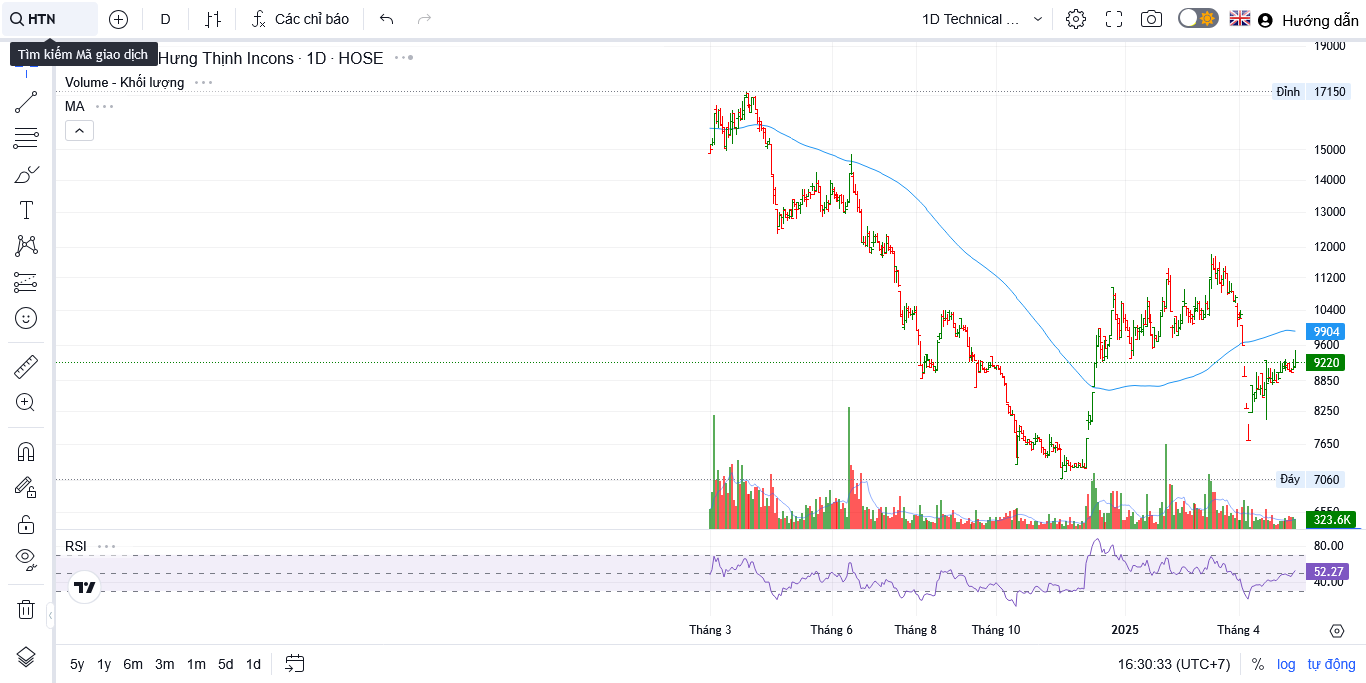 HTN
D
Các chỉ báo
1D Technical ...
Hướng dẫn
Tìm kiếm Mã giao dịch
Hưng Thịnh Incons · 1D · HOSE
Volume - Khối lượng
MA
19000
Đỉnh 17150
15000
14000
13000
12000
11200
10400
9904
9600
9220
8850
8250
7650
Đáy 7060
323.6K
RSI
80.00
52.27
40.00
Tháng 3 Tháng 6 Tháng 8 Tháng 10 2025 Tháng 4
5y 1y 6m 3m 1m 5d 1d
16:30:33 (UTC+7) % log tự động